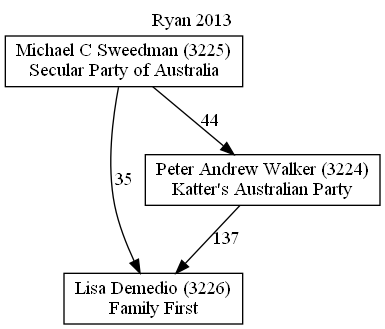 Ryan 2013
Michael C Sweedman (3225)
Secular Party of Australia
44
Peter Andrew Walker (3224)
Katter's Australian Party
35
137
Lisa Demedio (3226)
Family First